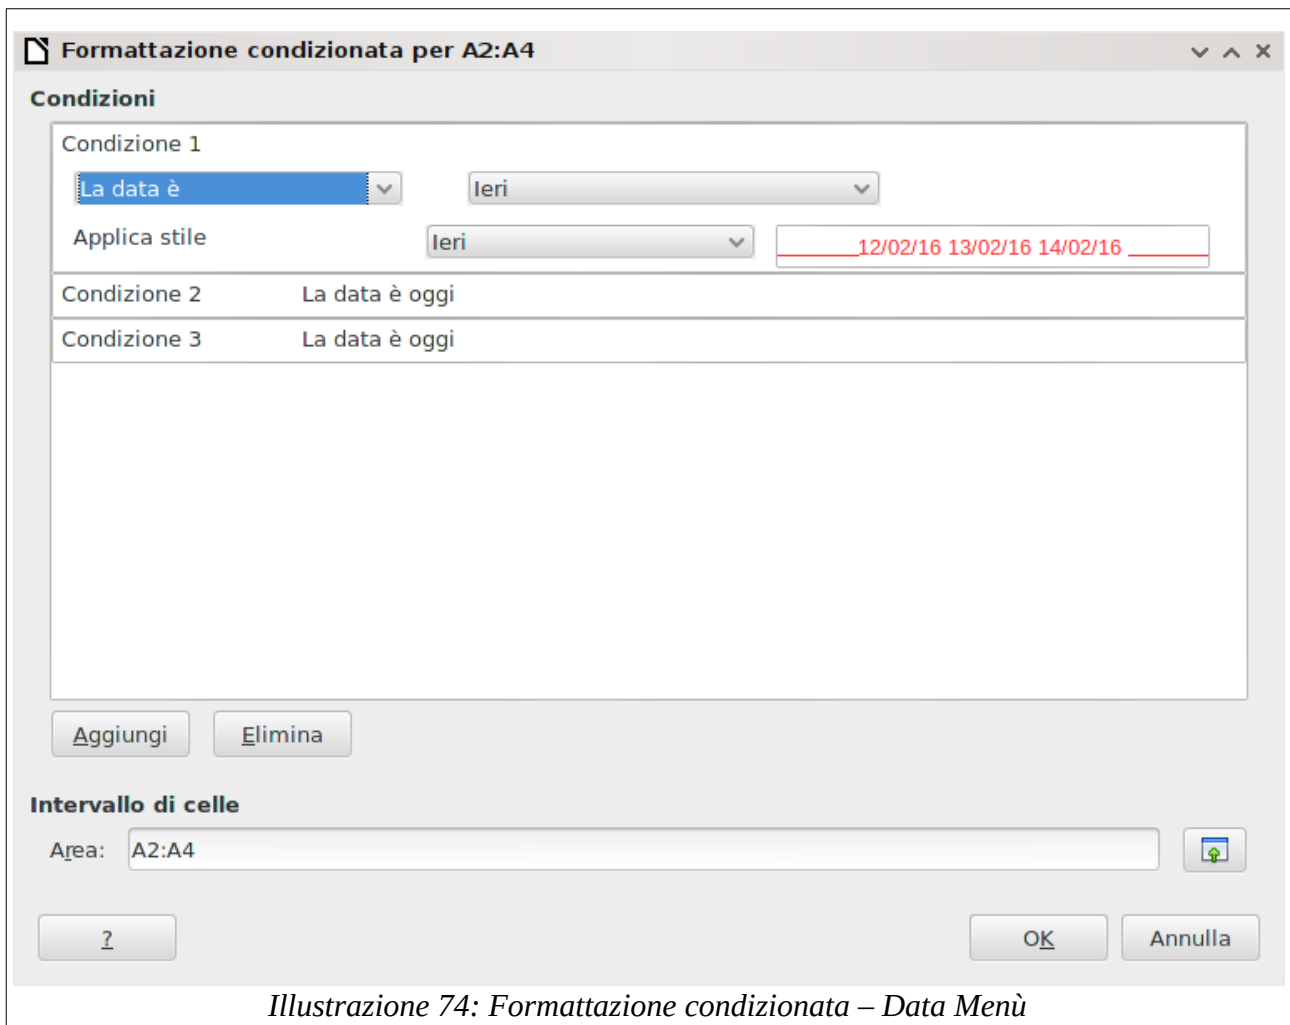 Formattazione condizionata per A2:A4
Condizioni
Condizione 1
La data è Ieri
Applica stile Ieri 12/02/16 13/02/16 14/02/16
Condizione 2 La data è oggi
Condizione 3 La data è oggi
Aggiungi Elimina
Intervallo di celle
Area: A2:A4
? OK Annulla
Illustrazione 74: Formattazione condizionata – Data Menù